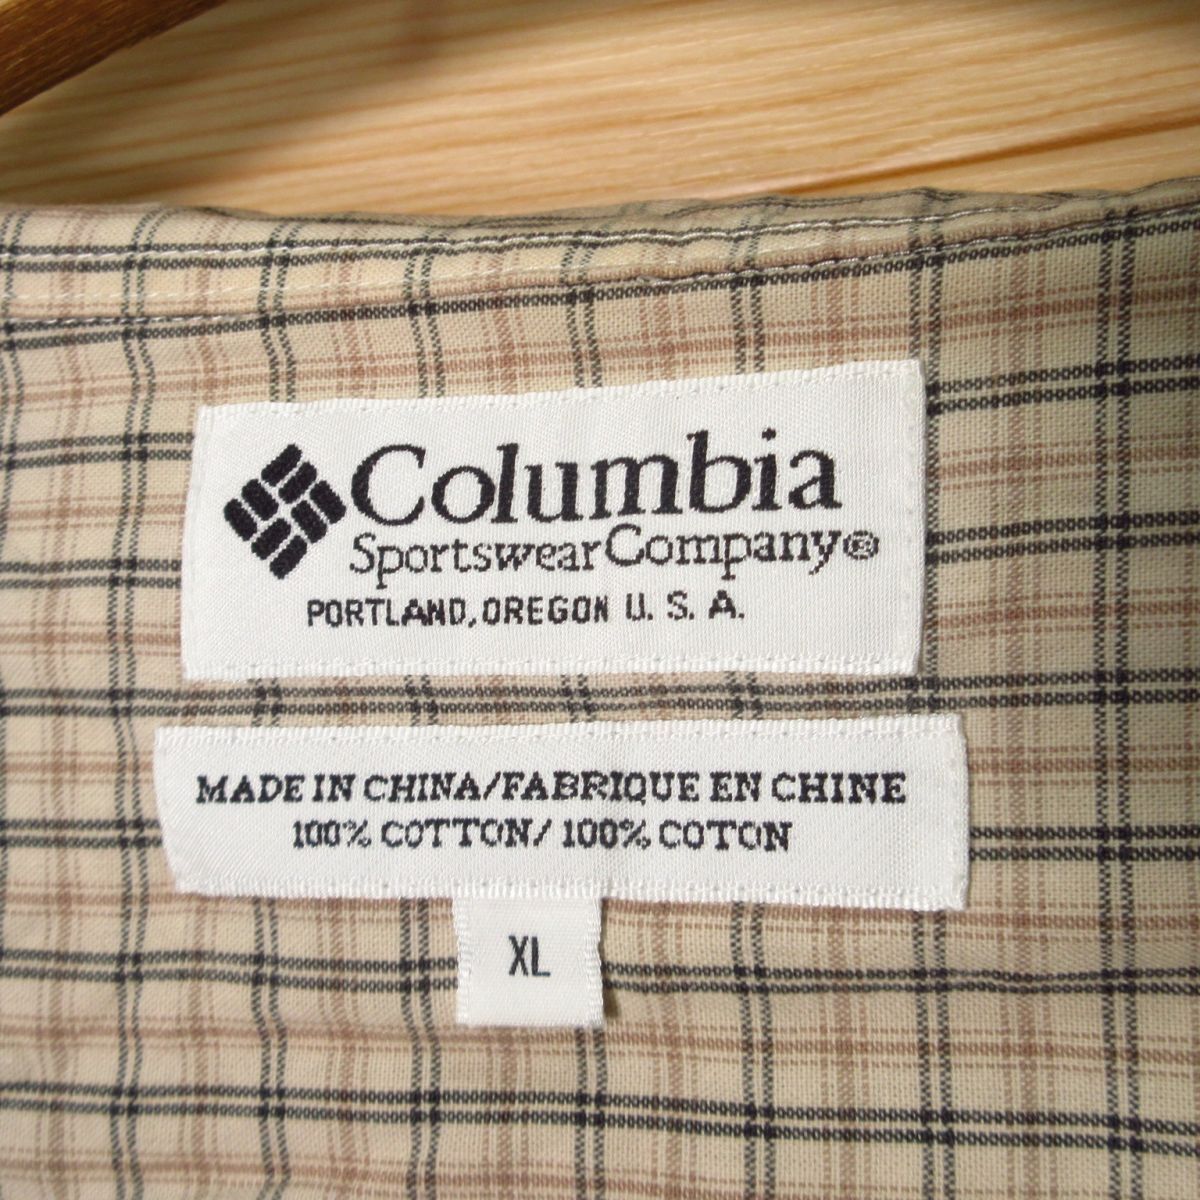 Columbia
Sportswear Company®
PORTLAND, OREGON U. S. A.
MADE IN CHINA/FABRIQUE EN CHINE
100% COTTON/ 100% COTON
XL